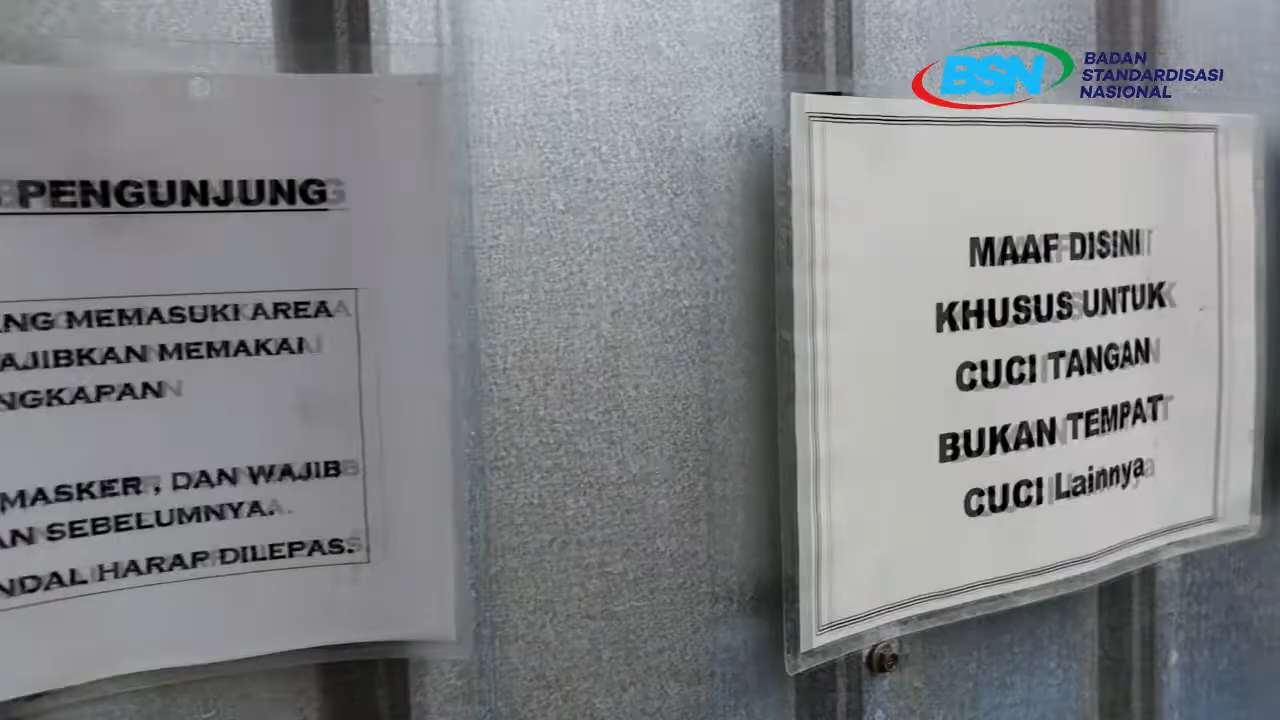 PENGUNJUNG
ANG MEMASUKI AREA
AJIBKAN MEMAKAI
NGKAPAN
MASKER, DAN WAJIB
AN SEBELUMNYA.
NDAL HARAP DILEPAS.
BSN
BADAN
STANDARDISASI
NASIONAL
MAAF DISINI
KHUSUS UNTUK
CUCI TANGAN
BUKAN TEMPAT
CUCI Lainnya